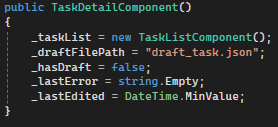 public TaskDetailComponent()
{
    _taskList = new TaskListComponent();
    _draftFilePath = "draft_task.json";
    _hasDraft = false;
    _lastError = string.Empty;
    _lastEdited = DateTime.MinValue;
}